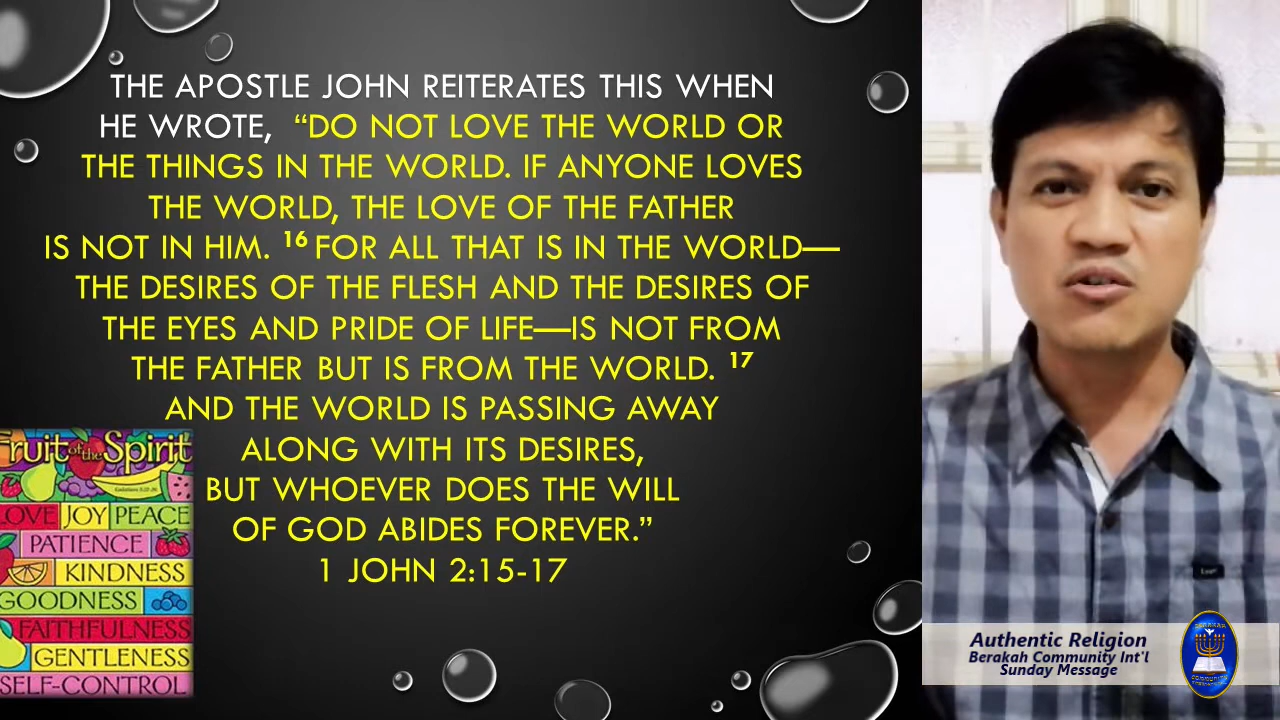 THE APOSTLE JOHN REITERATES THIS WHEN
HE WROTE, “DO NOT LOVE THE WORLD OR
THE THINGS IN THE WORLD. IF ANYONE LOVES
THE WORLD, THE LOVE OF THE FATHER
IS NOT IN HIM. 16 FOR ALL THAT IS IN THE WORLD—
THE DESIRES OF THE FLESH AND THE DESIRES OF
THE EYES AND PRIDE OF LIFE—IS NOT FROM
THE FATHER BUT IS FROM THE WORLD. 17
AND THE WORLD IS PASSING AWAY
ALONG WITH ITS DESIRES,
BUT WHOEVER DOES THE WILL
OF GOD ABIDES FOREVER.”
1 JOHN 2:15-17
Fruit of the Spirit
LOVE JOY PEACE
PATIENCE
KINDNESS
GOODNESS
FAITHFULNESS
GENTLENESS
SELF-CONTROL
Authentic Religion
Berakah Community Int'l
Sunday Message
BERAKAH
COMMUNITY